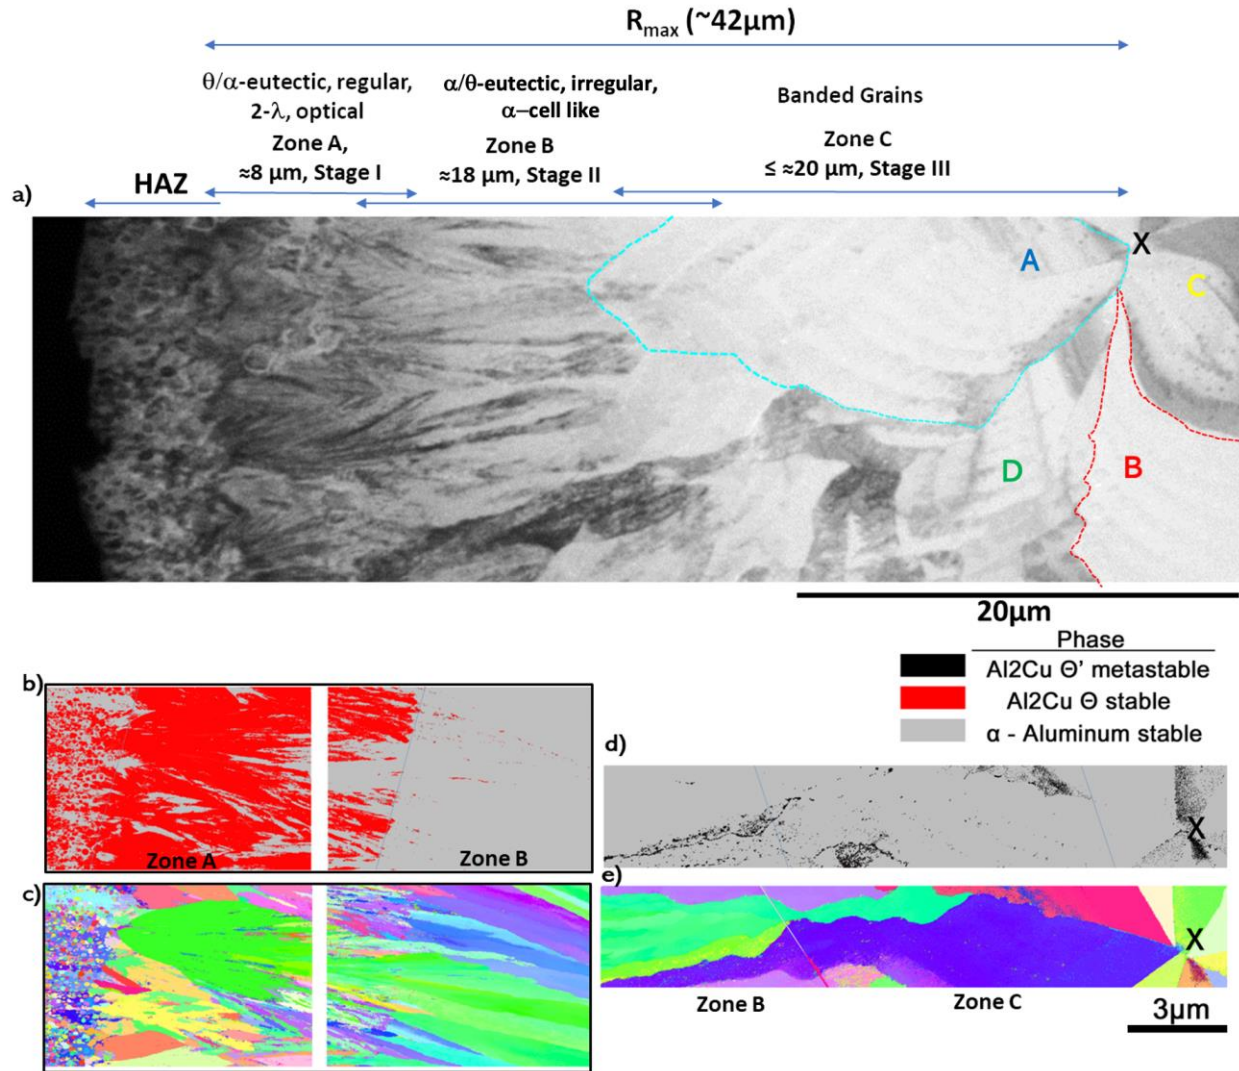 Rmax (~42µm)
θ/α-eutectic, regular,
2-λ, optical
Zone A,
≈8 µm, Stage I
α/θ-eutectic, irregular,
α–cell like
Zone B
≈18 µm, Stage II
Banded Grains
Zone C
≤ ≈20 µm, Stage III
HAZ
a)
X
A
C
D
B
20µm
Phase
Al2Cu Θ’ metastable
Al2Cu Θ stable
α - Aluminum stable
b)
Zone A
Zone B
c)
d)
X
e)
X
Zone B
Zone C
3µm